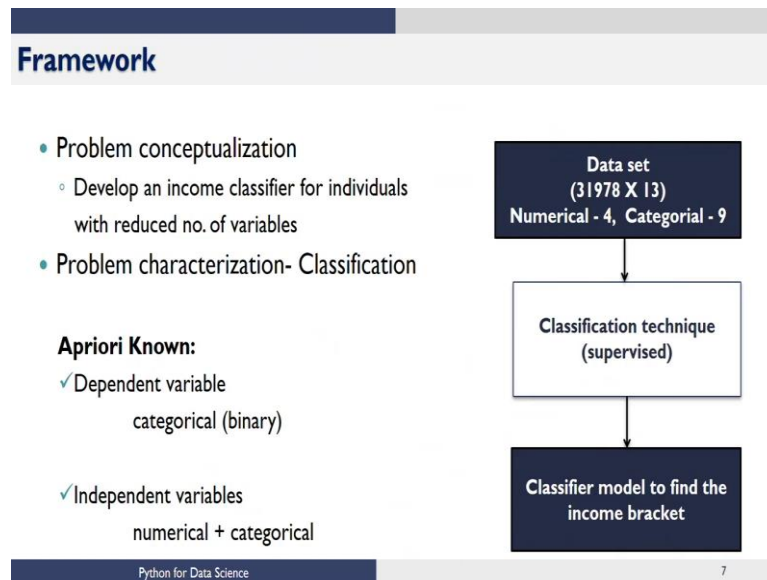 Framework
• Problem conceptualization
◦ Develop an income classifier for individuals
with reduced no. of variables
• Problem characterization- Classification
Apriori Known:
✓Dependent variable
categorical (binary)
✓Independent variables
numerical + categorical
Data set
(31978 X 13)
Numerical - 4, Categorial - 9
Classification technique
(supervised)
Classifier model to find the
income bracket
Python for Data Science
7